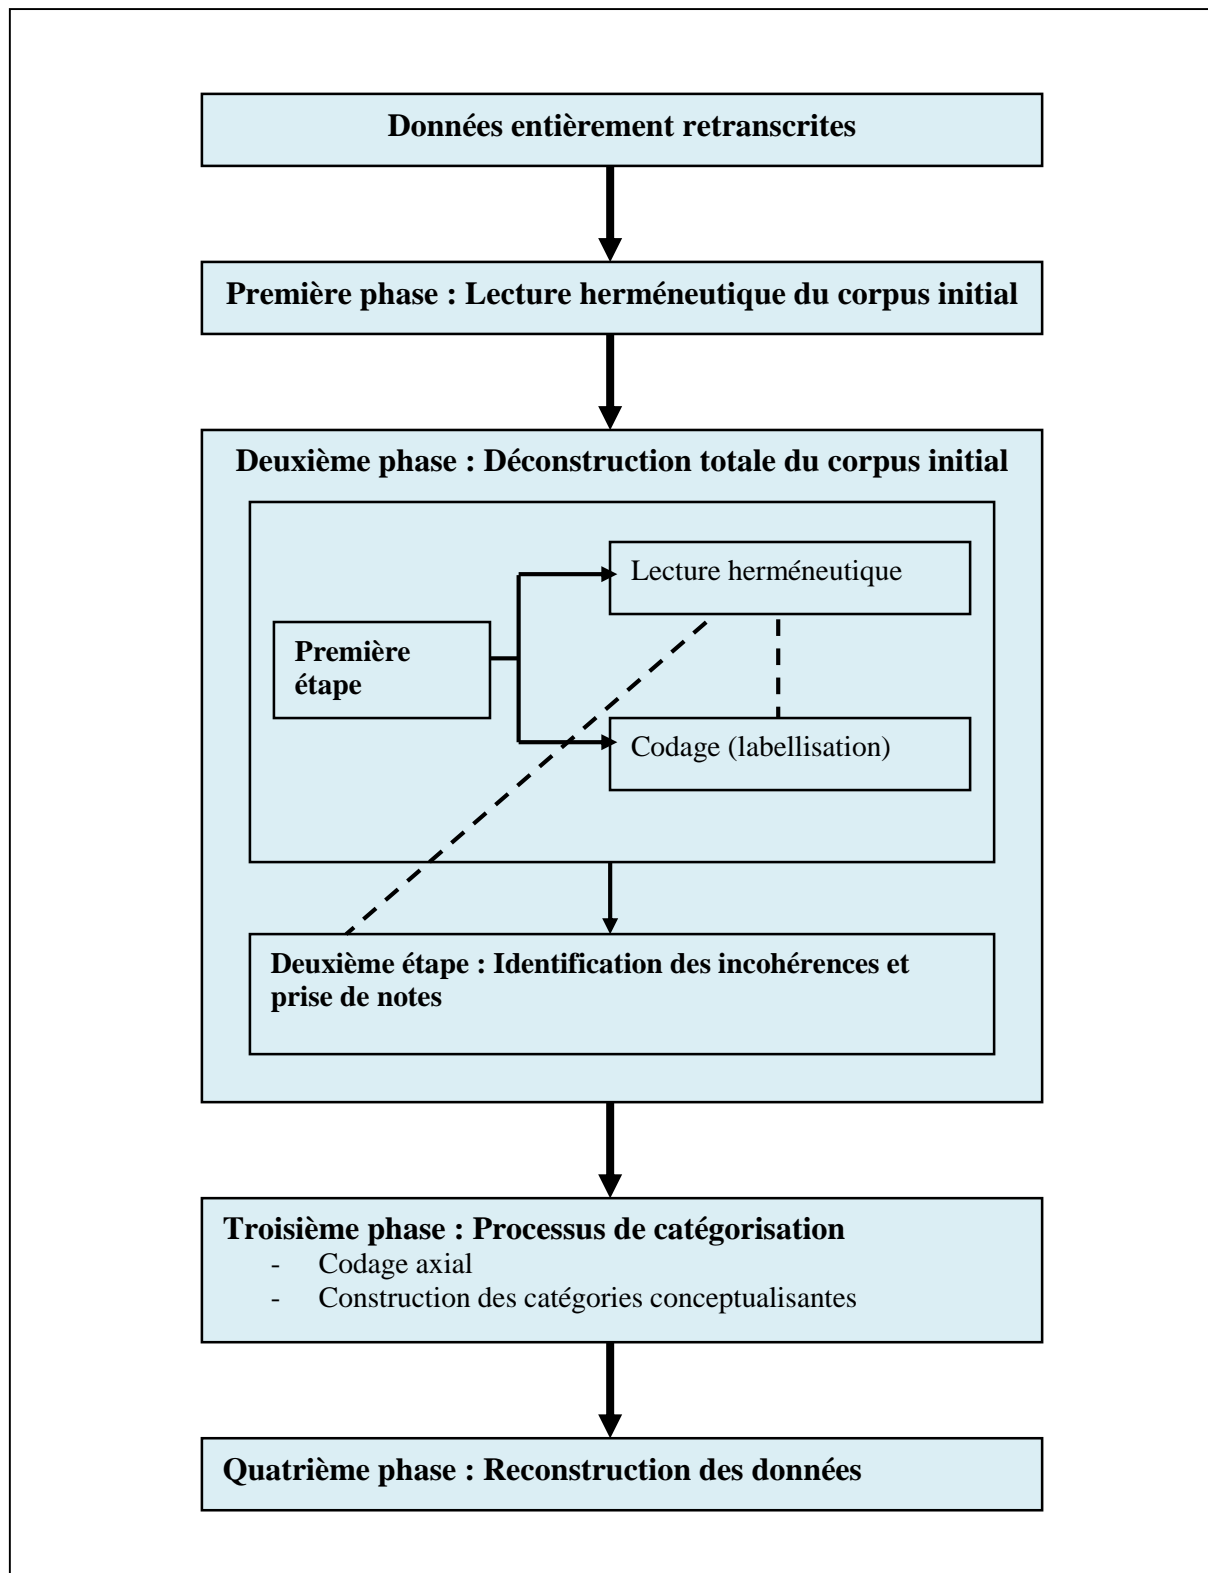 Données entièrement retranscrites
Première phase : Lecture herméneutique du corpus initial
Deuxième phase : Déconstruction totale du corpus initial
Lecture herméneutique
Première
étape
Codage (labellisation)
Deuxième étape : Identification des incohérences et
prise de notes
Troisième phase : Processus de catégorisation
- Codage axial
- Construction des catégories conceptualisantes
Quatrième phase : Reconstruction des données